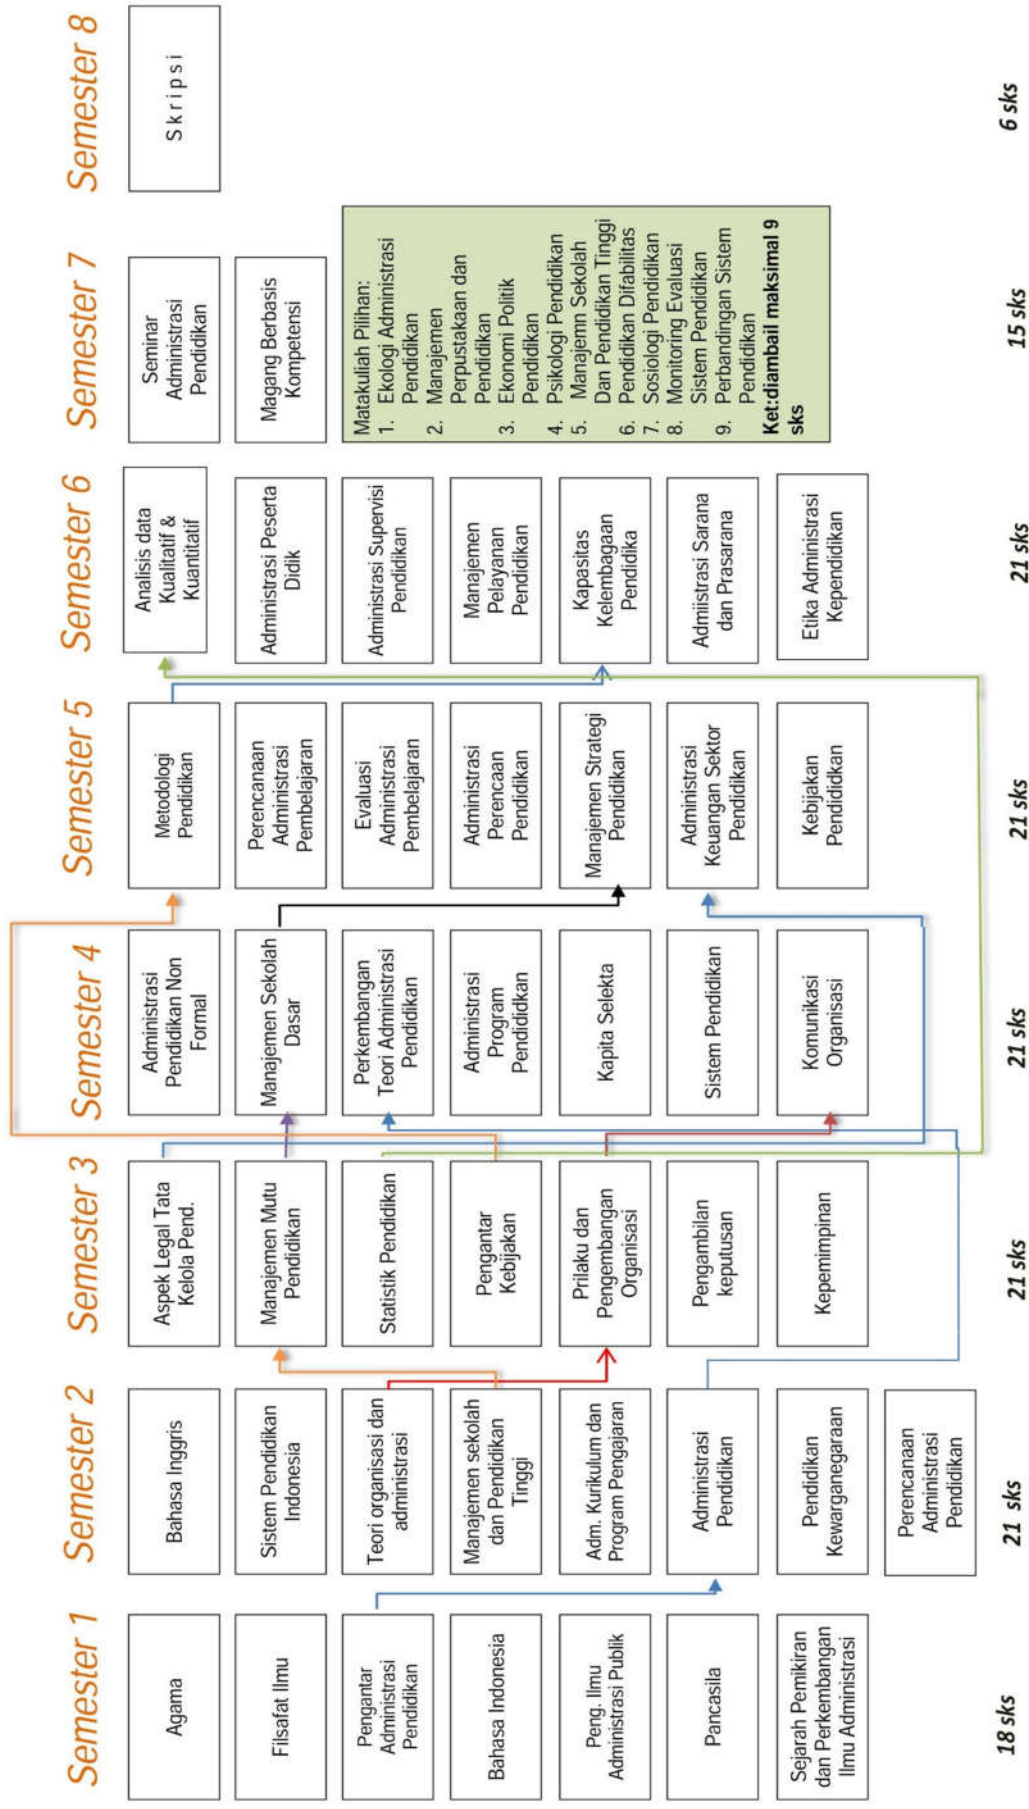 Semester 1
Agama
Filsafat Ilmu
Pengantar
Administrasi
Pendidikan
Bahasa Indonesia
Peng. Ilmu
Administrasi Publik
Pancasila
Sejarah Pemikiran
dan Perkembangan
Ilmu Administrasi
18 sks
Semester 2
Bahasa Inggris
Sistem Pendidikan
Indonesia
Teori organisasi dan
administrasi
Manajemen sekolah
dan Pendidikan
Tinggi
Adm. Kurikulum dan
Program Pengajaran
Administrasi
Pendidikan
Pendidikan
Kewarganegaraan
Perencanaan
Administrasi
Pendidikan
21 sks
Semester 3
Aspek Legal Tata
Kelola Pend.
Manajemen Mutu
Pendidikan
Statistik Pendidikan
Pengantar
Kebijakan
Prilaku dan
Pengembangan
Organisasi
Pengambilan
keputusan
Kepemimpinan
21 sks
Semester 4
Administrasi
Pendidikan Non
Formal
Manajemen Sekolah
Dasar
Perkembangan
Teori Administrasi
Pendidikan
Administrasi
Program
Pendididkan
Kapita Selekta
Sistem Pendidikan
Komunikasi
Organisasi
21 sks
Semester 5
Metodologi
Pendidikan
Perencanaan
Administrasi
Pembelajaran
Evaluasi
Administrasi
Pembelajaran
Administrasi
Perencaan
Pendidikan
Manajemen Strategi
Pendidikan
Administrasi
Keuangan Sektor
Pendidikan
Kebijakan
Pendididkan
21 sks
Semester 6
Analisis data
Kualitatif &
Kuantitatif
Administrasi Peserta
Didik
Administrasi Supervisi
Pendidikan
Manajemen
Pelayanan
Pendidikan
Kapasitas
Kelembagaan
Pendidika
Admiistrasi Sarana
dan Prasarana
Etika Administrasi
Kependidikan
21 sks
Semester 7
Seminar
Administrasi
Pendidikan
Magang Berbasis
Kompetensi
Matakuliah Pilihan:
1. Ekologi Administrasi
Pendidikan
2. Manajemen
Perpustakaan dan
Pendidikan
3. Ekonomi Politik
Pendidikan
4. Psikologi Pendidikan
5. Manajemn Sekolah
Dan Pendidikan Tinggi
6. Pendidikan Difabilitas
7. Sosiologi Pendidikan
8. Monitoring Evaluasi
Sistem Pendidikan
9. Perbandingan Sistem
Pendidikan
Ket:diambail maksimal 9
sks
15 sks
Semester 8
Skripsi
6 sks